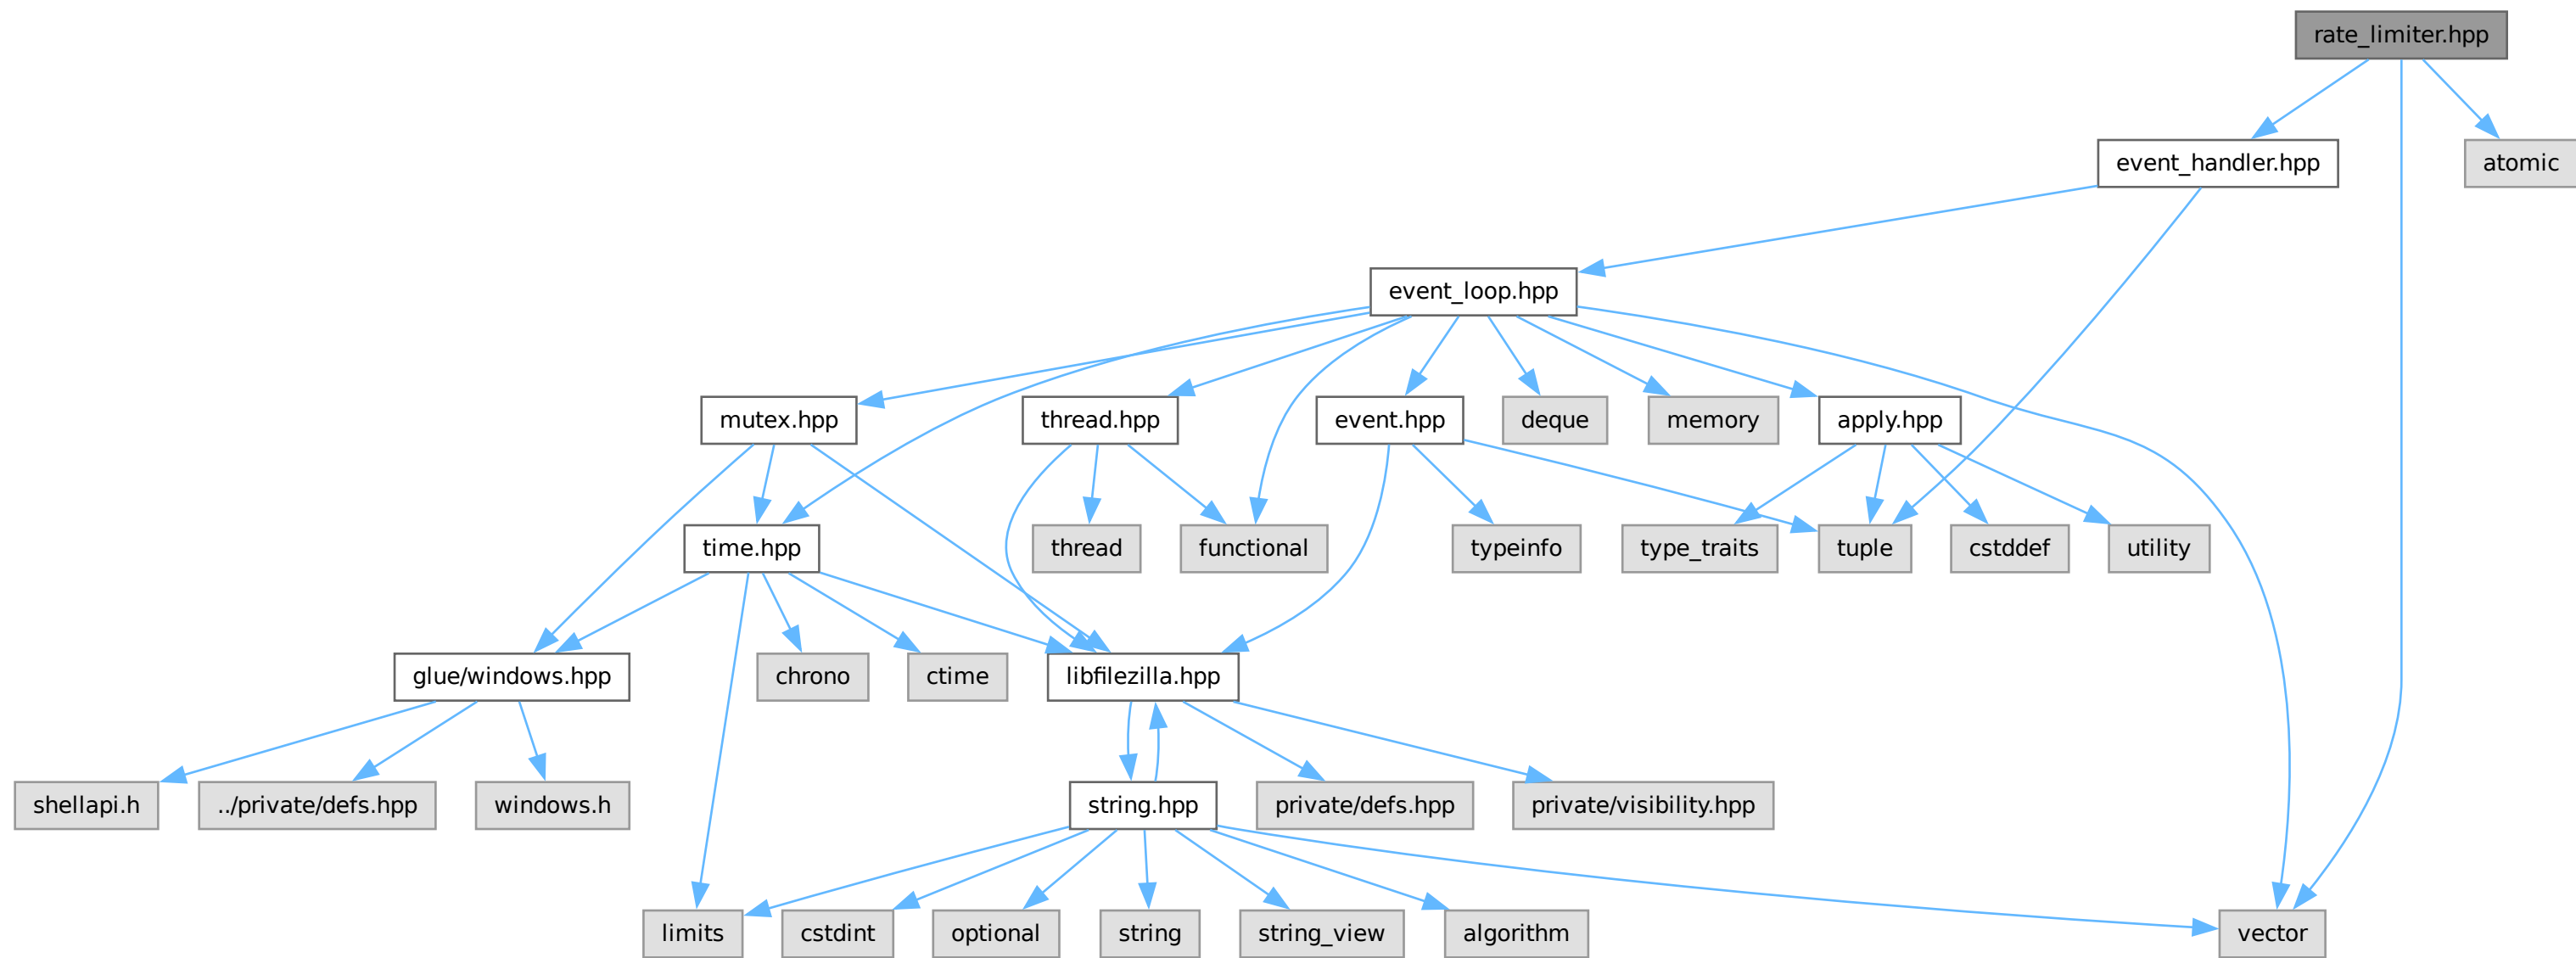 rate_limiter.hpp
event_handler.hpp
atomic
event_loop.hpp
mutex.hpp
thread.hpp
event.hpp
deque
memory
apply.hpp
time.hpp
thread
functional
typeinfo
type_traits
tuple
cstddef
utility
glue/windows.hpp
chrono
ctime
libfilezilla.hpp
shellapi.h
../private/defs.hpp
windows.h
string.hpp
private/defs.hpp
private/visibility.hpp
limits
cstdint
optional
string
string_view
algorithm
vector